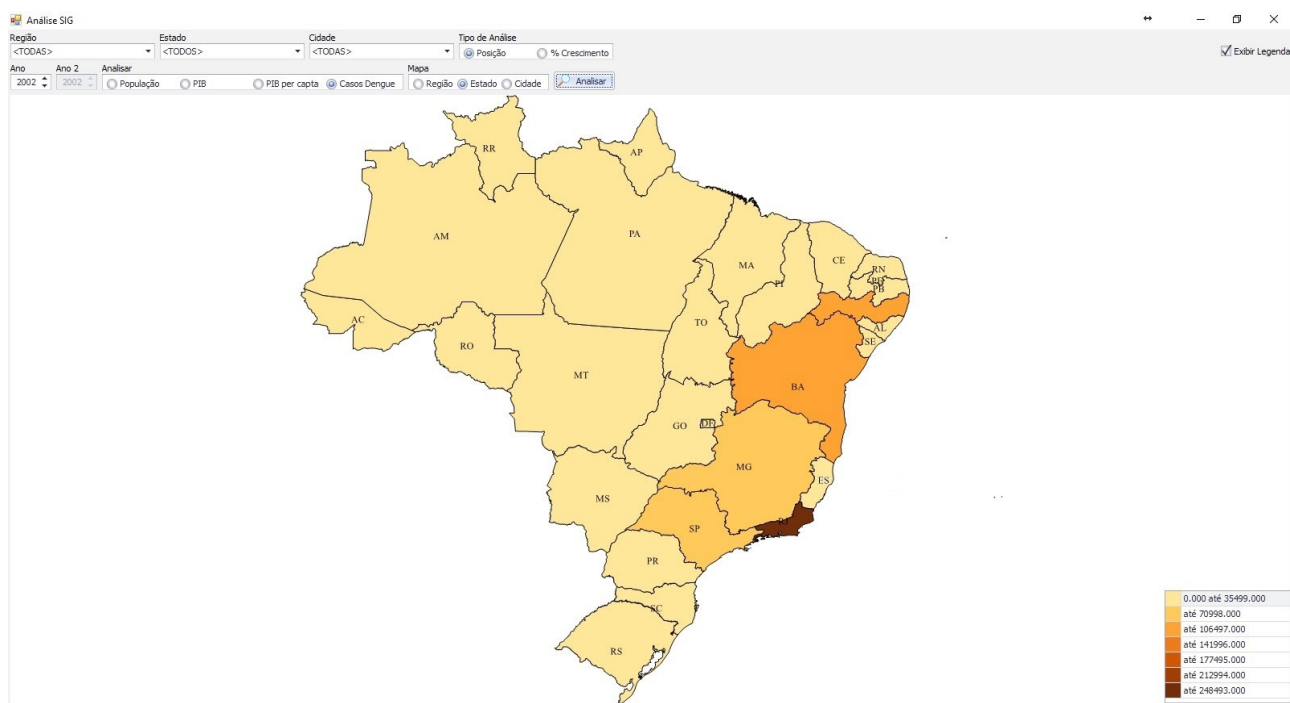 Análise SIG
Região Estado Cidade Tipo de Análise
<TODAS> <TODOS> <TODAS> Posição % Crescimento Exibir Legenda
Ano Ano 2 Analisar Mapa
2002 2002 População PIB PIB per capta Casos Dengue Região Estado Cidade Analisar
RR
AP
AM
PA
MA
CE
RN
PI
PB
AC
TO
AL
SE
RO
MT
BA
GO
DF
MG
ES
MS
SP
RJ
PR
SC
RS
0.000 até 35499.000
até 70998.000
até 106497.000
até 141996.000
até 177495.000
até 212994.000
até 248493.000